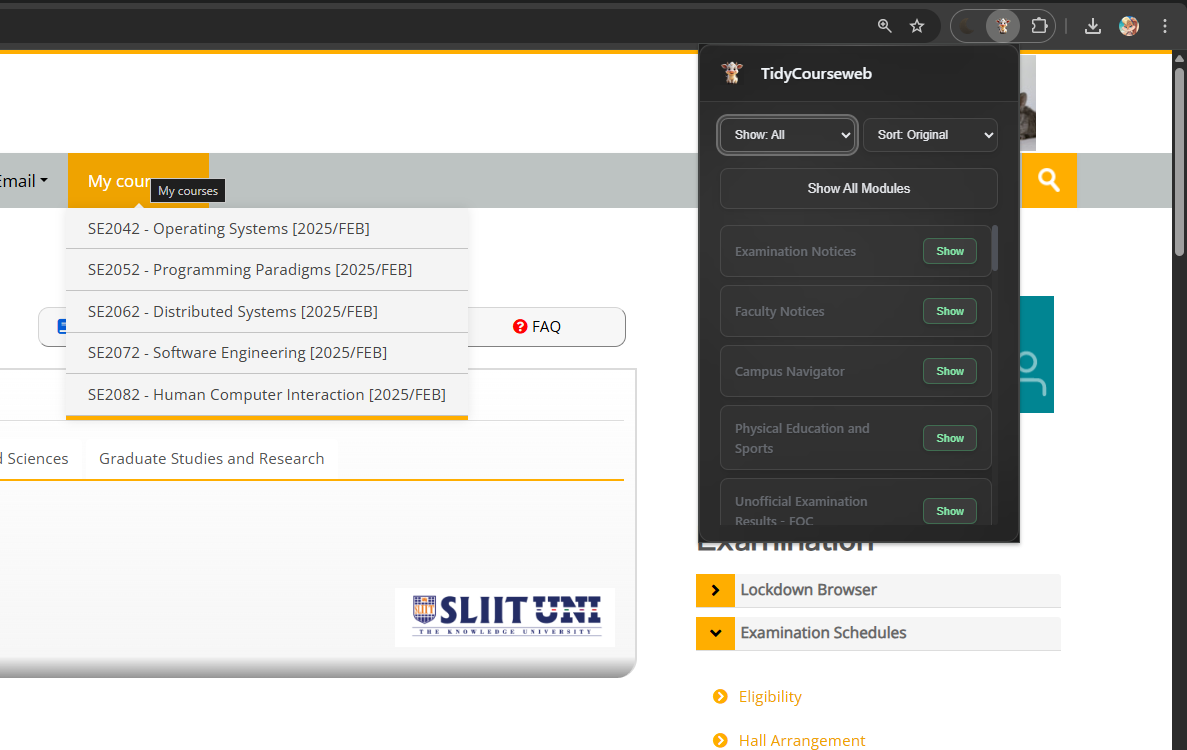 TidyCourseweb
Show: All
Sort: Original
Show All Modules
Examination Notices
Show
Faculty Notices
Show
Campus Navigator
Show
Physical Education and
Sports
Show
Unofficial Examination
Results - FOC
Show
Email
My cour
My courses
SE2042 - Operating Systems [2025/FEB]
SE2052 - Programming Paradigms [2025/FEB]
SE2062 - Distributed Systems [2025/FEB]
SE2072 - Software Engineering [2025/FEB]
SE2082 - Human Computer Interaction [2025/FEB]
FAQ
d Sciences
Graduate Studies and Research
SLIIT
SLIIT UNI
THE KNOWLEDGE UNIVERSITY
Examination
Lockdown Browser
Examination Schedules
Eligibility
Hall Arrangement